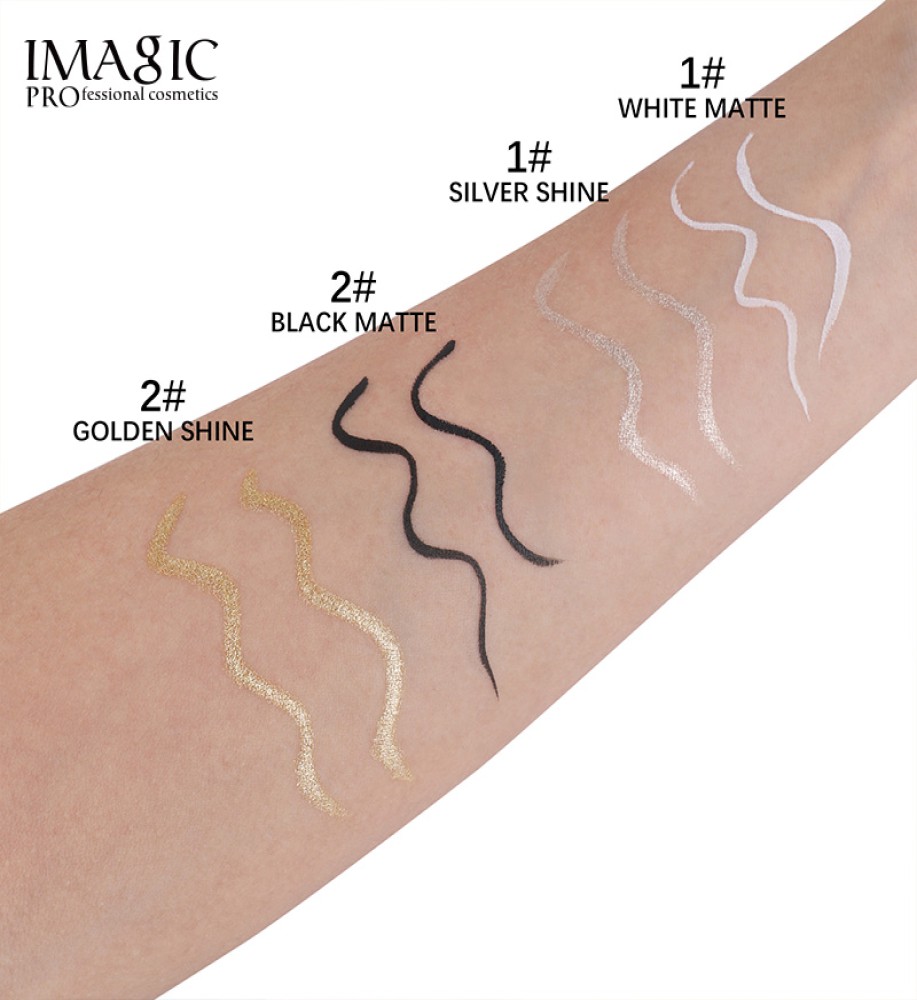 IMAGIC
PROfessional cosmetics
1#
WHITE MATTE
1#
SILVER SHINE
2#
BLACK MATTE
2#
GOLDEN SHINE